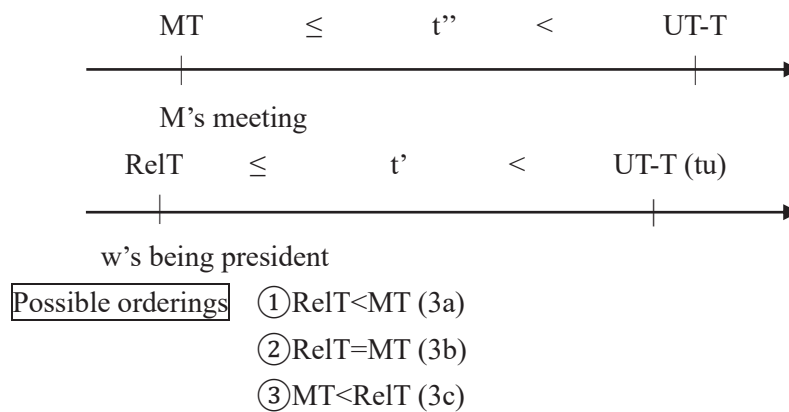 MT ≤ t’’ < UT-T
M’s meeting
RelT ≤ t’ < UT-T (tu)
w’s being president
Possible orderings ①RelT<MT (3a)
②RelT=MT (3b)
③MT<RelT (3c)